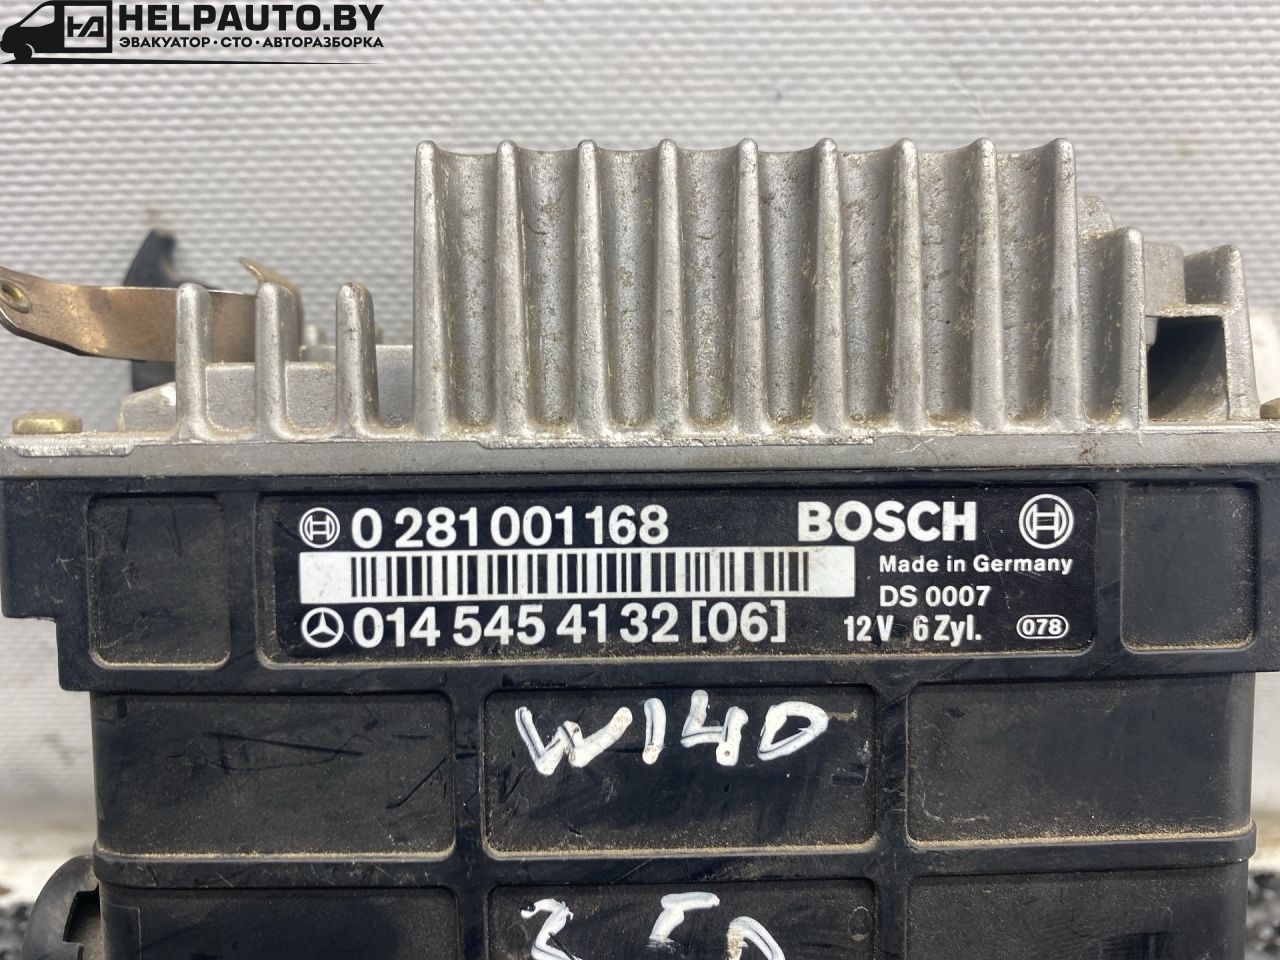 HELPAUTO.BY
ЭВАКУАТОР • СТО • АВТОРАЗБОРКА
0 281 001 168 BOSCH
Made in Germany
DS 0007
014 545 41 32 [06] 12V 6 Zyl. 078
W140